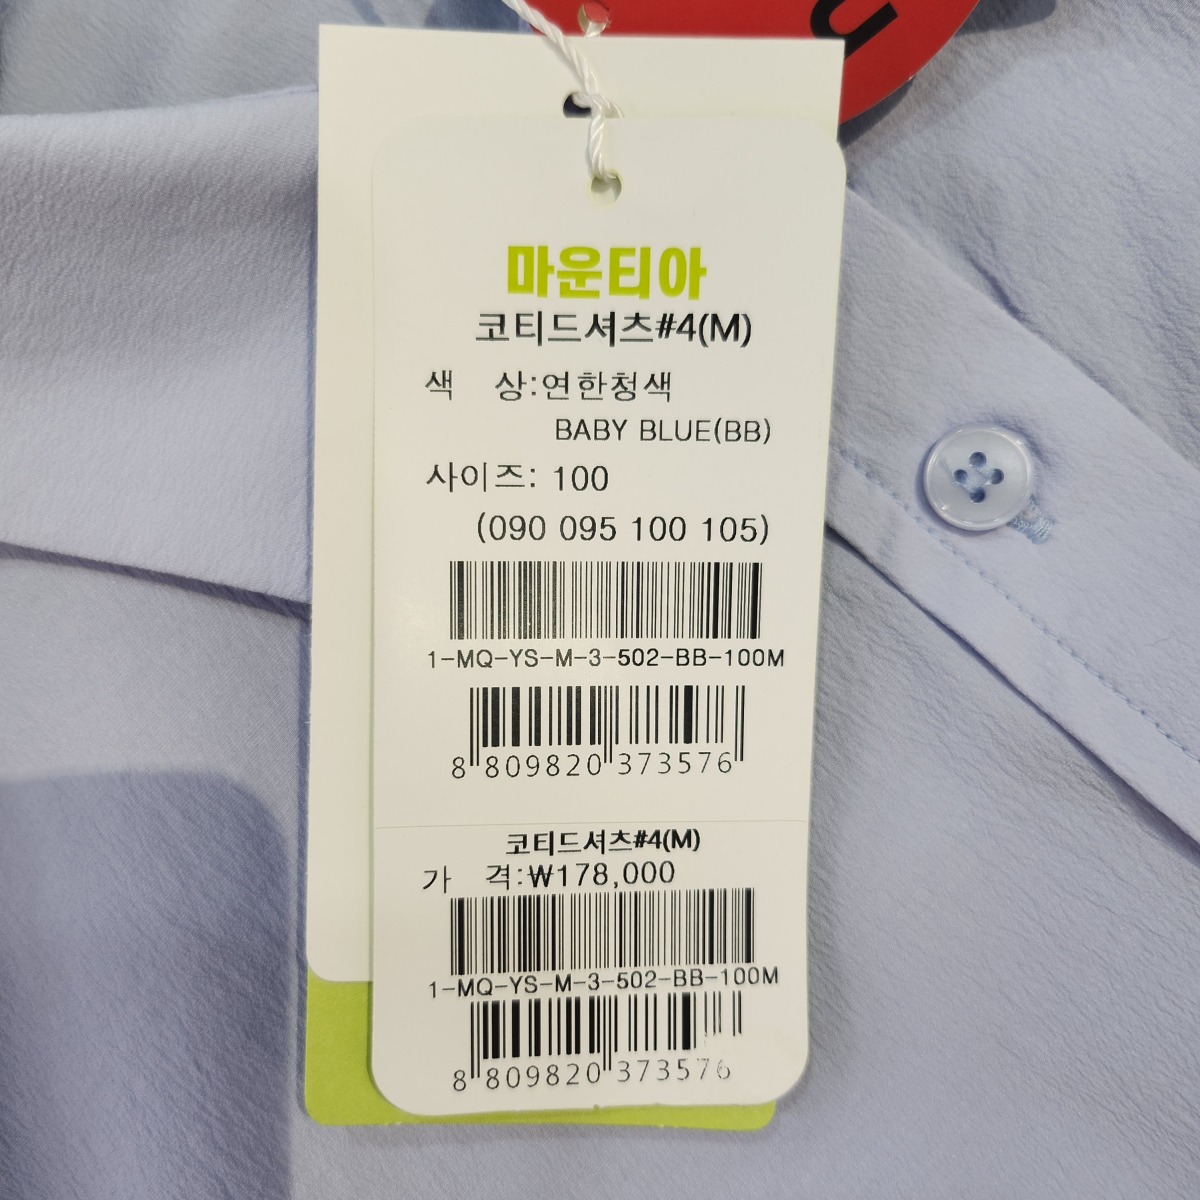 u
마운티아
코티드셔츠#4(M)
색 상:연한청색
BABY BLUE(BB)
사이즈: 100
(090 095 100 105)
1-MQ-YS-M-3-502-BB-100M
8 809820 373576
코티드셔츠#4(M)
가 격:₩178,000
1-MQ-YS-M-3-502-BB-100M
8 809820 373576